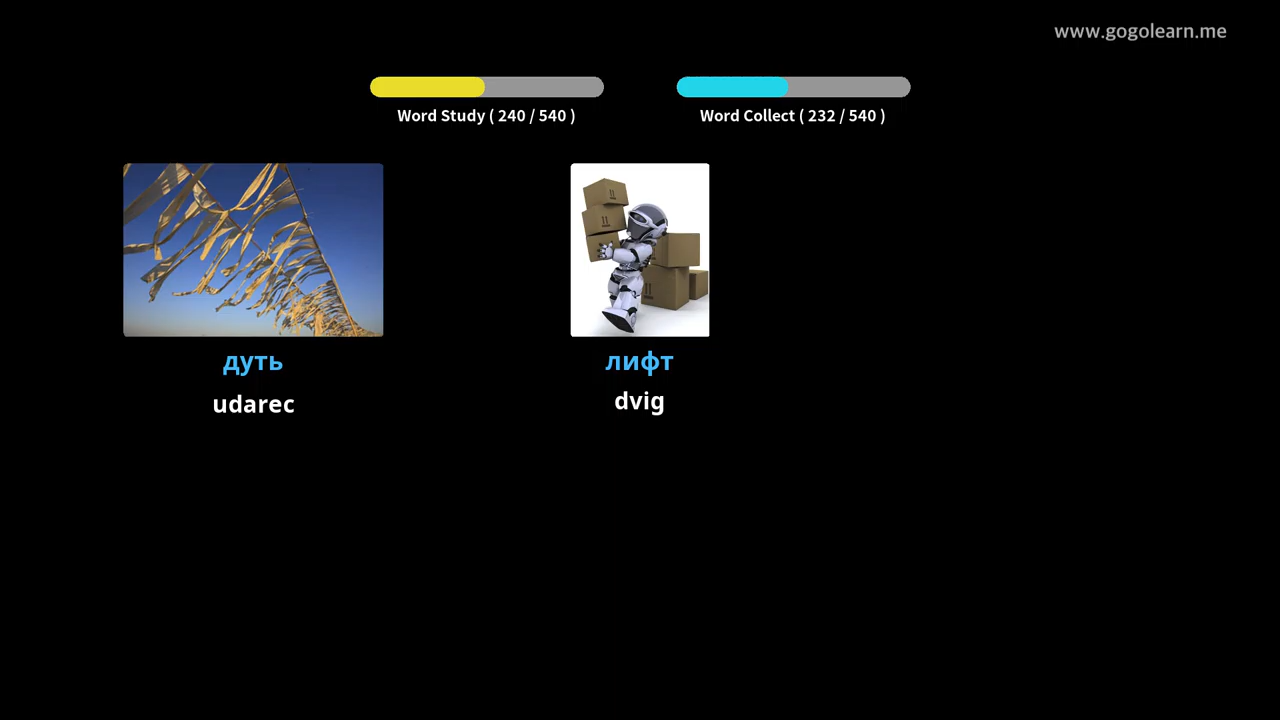 www.gogolearn.me
Word Study ( 240 / 540 )
Word Collect ( 232 / 540 )
дуть
лифт
udarec
dvig